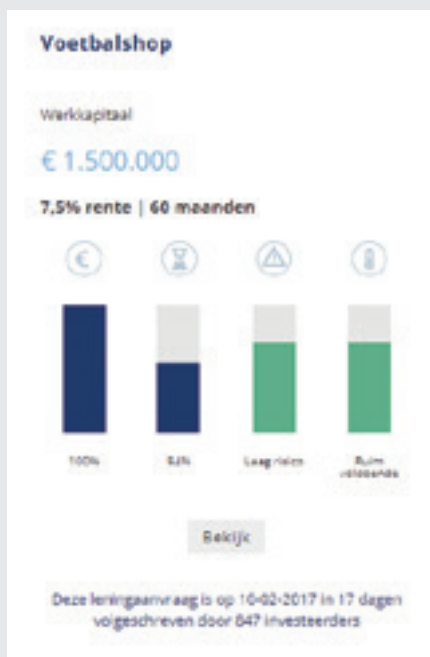 Voetbalshop
Werkkapitaal
€ 1.500.000
7,5% rente | 60 maanden
€
100%
Laag risico
Ruim
voldoende
Bekijk
Deze leningaanvraag is op 10-02-2017 in 17 dagen
volgeschreven door 847 investeerders